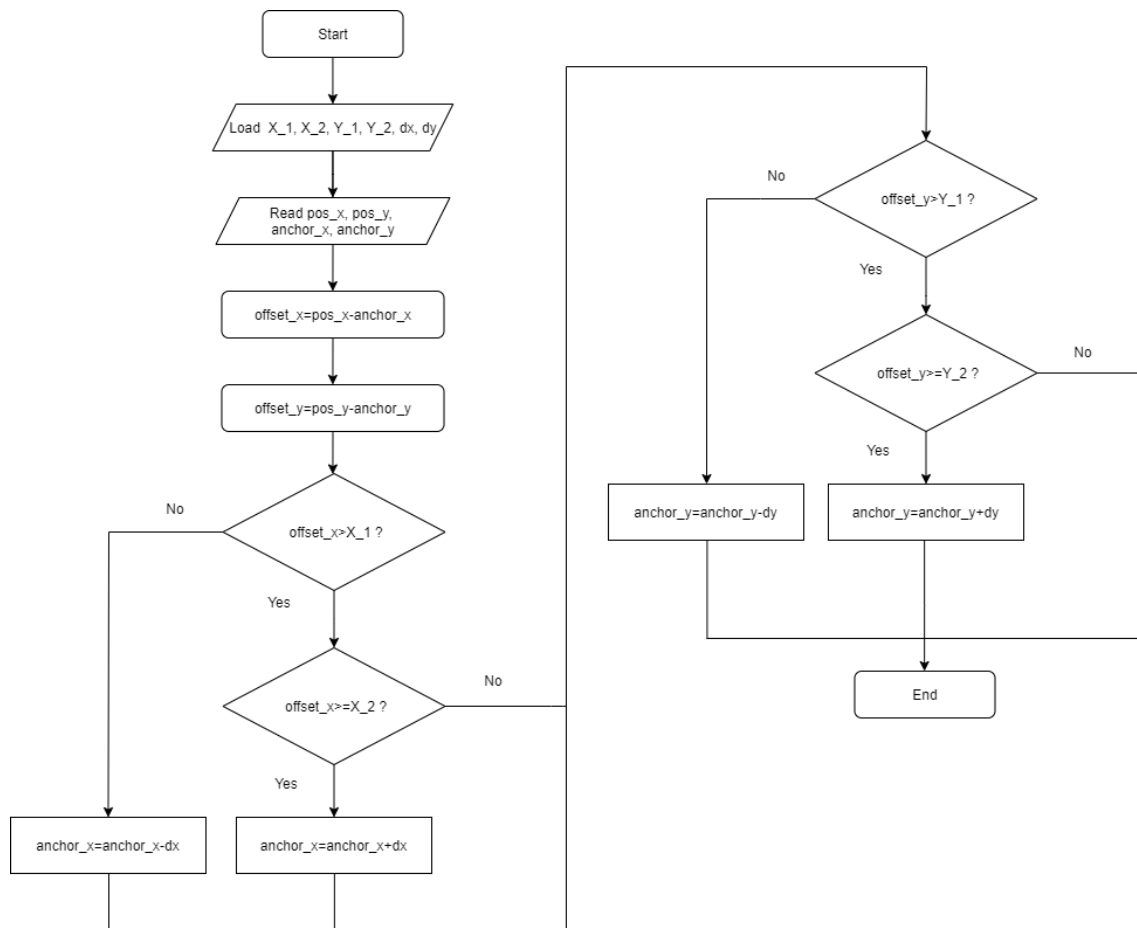 Start
Load X_1, X_2, Y_1, Y_2, dx, dy
Read pos_x, pos_y,
anchor_x, anchor_y
offset_x=pos_x-anchor_x
offset_y=pos_y-anchor_y
No
offset_x>X_1 ?
Yes
No
offset_x>=X_2 ?
Yes
anchor_x=anchor_x-dx
anchor_x=anchor_x+dx
No
offset_y>Y_1 ?
Yes
No
offset_y>=Y_2 ?
Yes
anchor_y=anchor_y-dy
anchor_y=anchor_y+dy
End